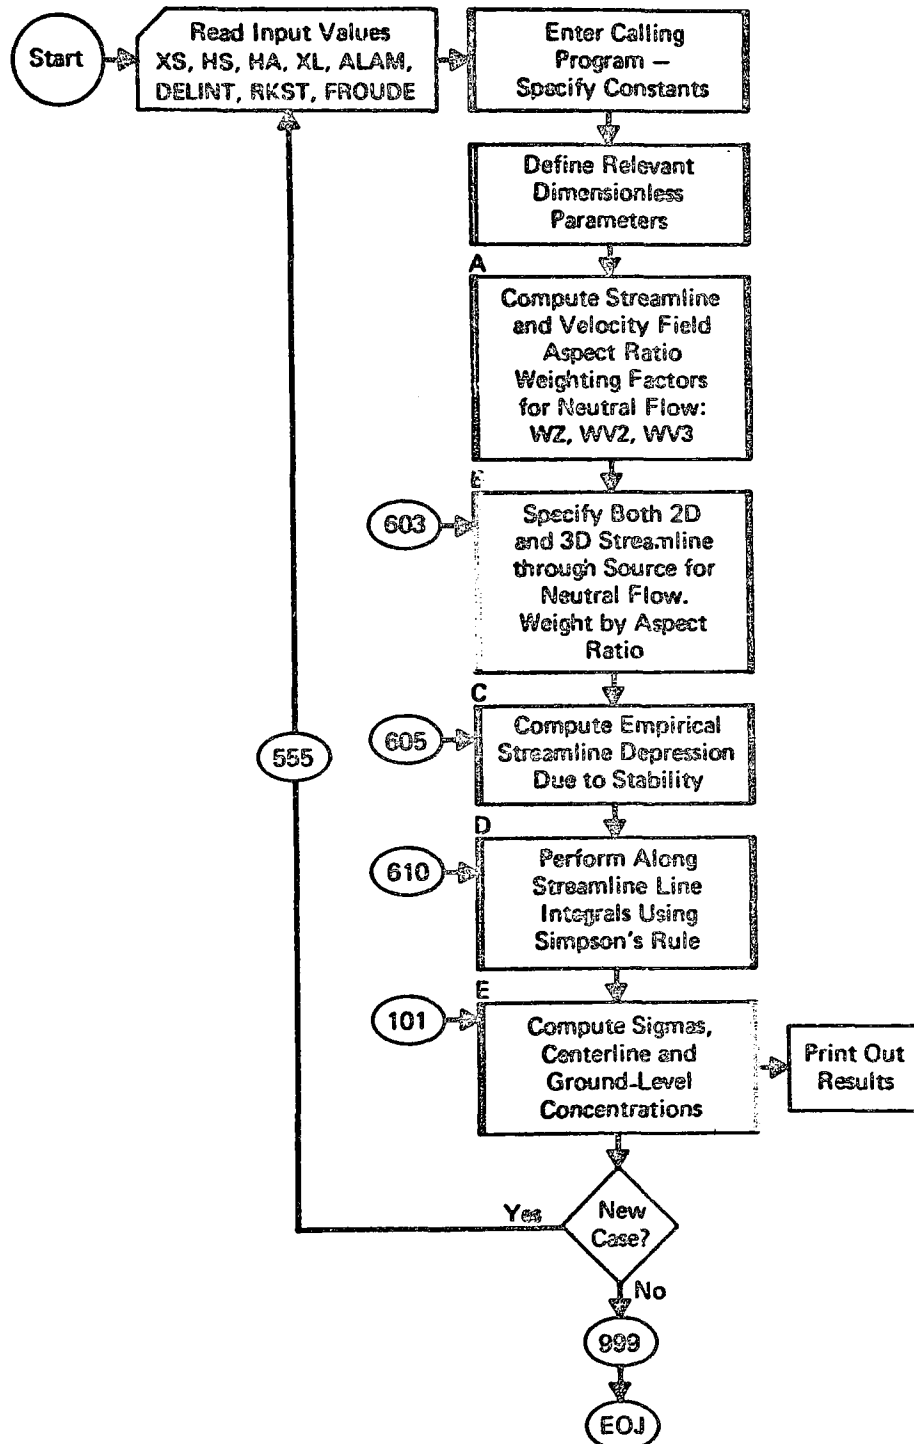 Start
Read Input Values
XS, HS, HA, XL, ALAM,
DELINT, RKST, FROUDE
Enter Calling
Program –
Specify Constants
Define Relevant
Dimensionless
Parameters
A
Compute Streamline
and Velocity Field
Aspect Ratio
Weighting Factors
for Neutral Flow:
WZ, WV2, WV3
603
Specify Both 2D
and 3D Streamline
through Source for
Neutral Flow.
Weight by Aspect
Ratio
C
605
Compute Empirical
Streamline Depression
Due to Stability
555
D
610
Perform Along
Streamline Line
Integrals Using
Simpson's Rule
E
101
Compute Sigmas,
Centerline and
Ground-Level
Concentrations
Print Out
Results
New
Case?
Yes
No
999
EOJ